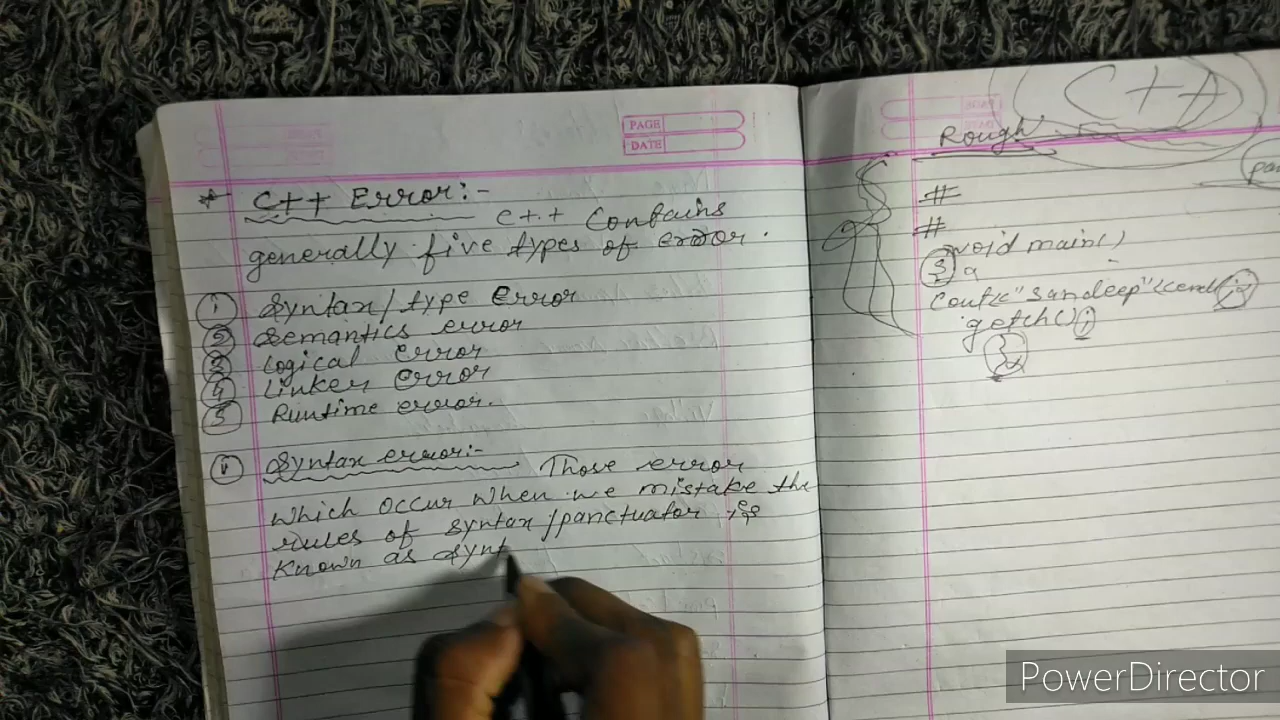 PAGE
DATE
* C++ Error:-
C++ Contains
generally five types of error.
① Syntax/type Error
② Semantics error
③ Logical error
④ Linker Error
⑤ Runtime error.
① Syntax error:- Those error
which occur when we mistake the
rules of syntax/panctuator is
known as synt
C++
Rough
#
#
void main()
{
cout<<"Sandeep"<<endl;
getch();
}
PowerDirector